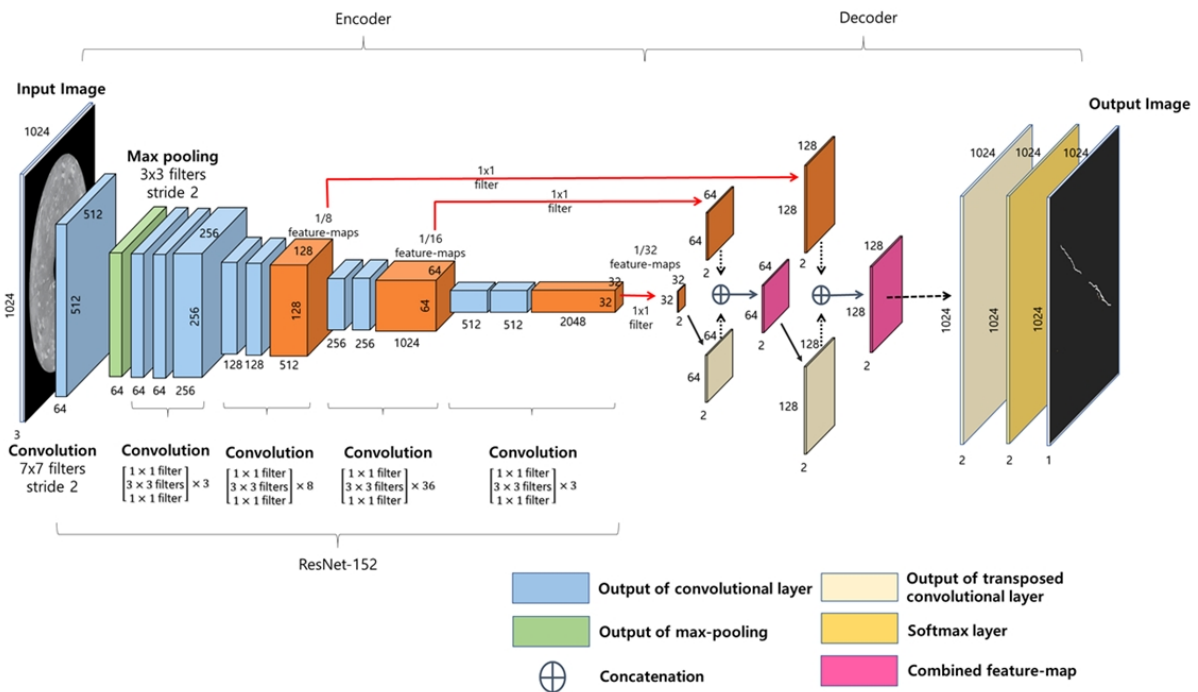 Encoder
Decoder
Input Image
Output Image
1024
1024
3
512
512
64
Max pooling
3x3 filters
stride 2
64
64
64
256
256
256
128
128
1/8
feature-maps
128
128
512
256
256
1/16
feature-maps
64
64
1024
512
512
32
32
2048
1x1
filter
1x1
filter
1/32
feature-maps
1x1
filter
32
32
2
64
64
2
64
64
2
64
64
2
128
128
2
128
128
2
128
128
2
1024
1024
1024
1024
1024
1024
2
2
1
Convolution
7x7 filters
stride 2
Convolution
1 × 1 filter
3 × 3 filters × 3
1 × 1 filter
Convolution
1 × 1 filter
3 × 3 filters × 8
1 × 1 filter
Convolution
1 × 1 filter
3 × 3 filters × 36
1 × 1 filter
Convolution
1 × 1 filter
3 × 3 filters × 3
1 × 1 filter
ResNet-152
Output of convolutional layer
Output of max-pooling
Concatenation
Output of transposed
convolutional layer
Softmax layer
Combined feature-map